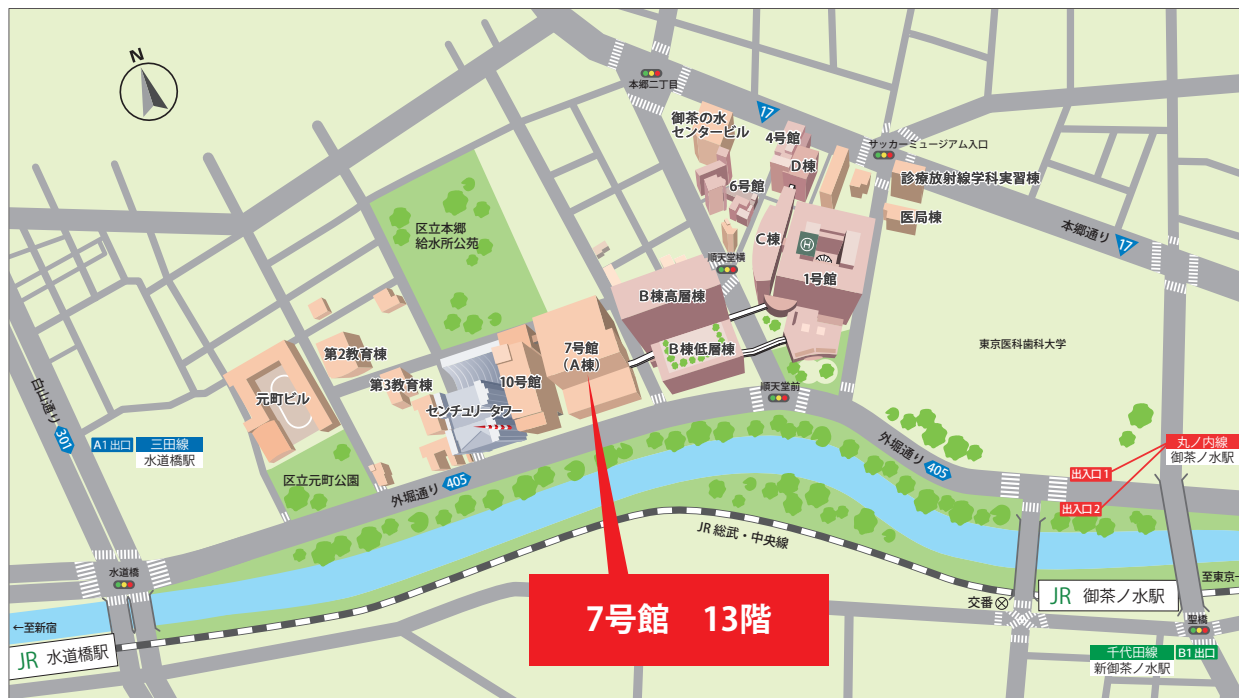 N
本郷二丁目
17
御茶の水
センタービル
4号館
D棟
サッカーミュージアム入口
6号館
診療放射線学科実習棟
医局棟
本郷通り
17
区立本郷
給水所公苑
C棟
H
順天堂横
1号館
B棟高層棟
B棟低層棟
7号館
(A棟)
第2教育棟
第3教育棟
10号館
元町ビル
センチュリータワー
東京医科歯科大学
順天堂前
白山通り
301
A1出口
三田線
水道橋駅
区立元町公園
外堀通り
405
外堀通り
405
丸ノ内線
御茶ノ水駅
出入口1
出入口2
JR 総武・中央線
水道橋
7号館 13階
交番
JR 御茶ノ水駅
至東京→
←至新宿
JR 水道橋駅
聖橋
千代田線
B1出口
新御茶ノ水駅